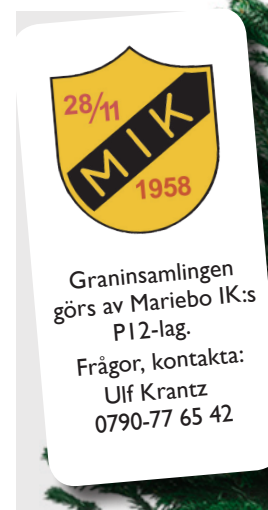 28/11
MIK
1958
Graninsamlingen
görs av Mariebo IK:s
P12-lag.
Frågor, kontakta:
Ulf Krantz
0790-77 65 42